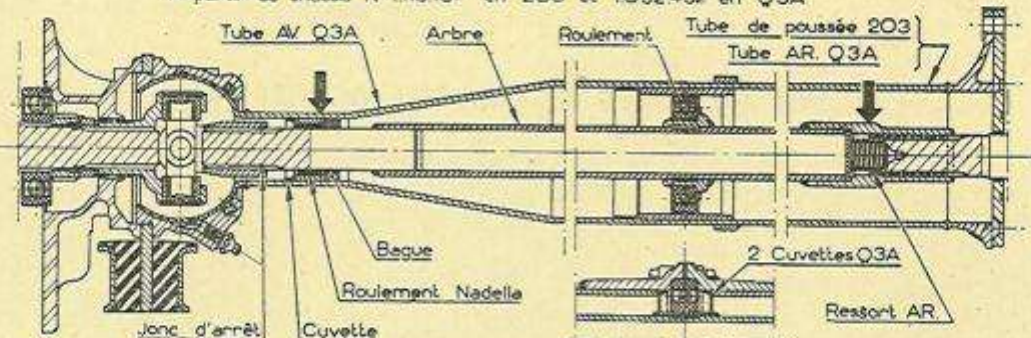 Tube AV. Q3A
Arbre
Roulement
Tube de poussée 203
Tube AR. Q3A
Bague
2 Cuvettes Q3A
Roulement Nadella
Ressort AR.
Jonc d'arrêt
Cuvette